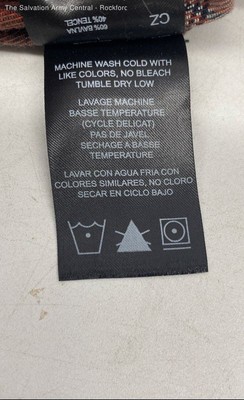 The Salvation Army Central - Rockforc
40% TENCEL
CZ
MACHINE WASH COLD WITH
LIKE COLORS, NO BLEACH
TUMBLE DRY LOW
LAVAGE MACHINE
BASSE TEMPERATURE
(CYCLE DELICAT)
PAS DE JAVEL
SECHAGE A BASSE
TEMPERATURE
LAVAR CON AGUA FRIA CON
COLORES SIMILARES, NO CLORO
SECAR EN CICLO BAJO